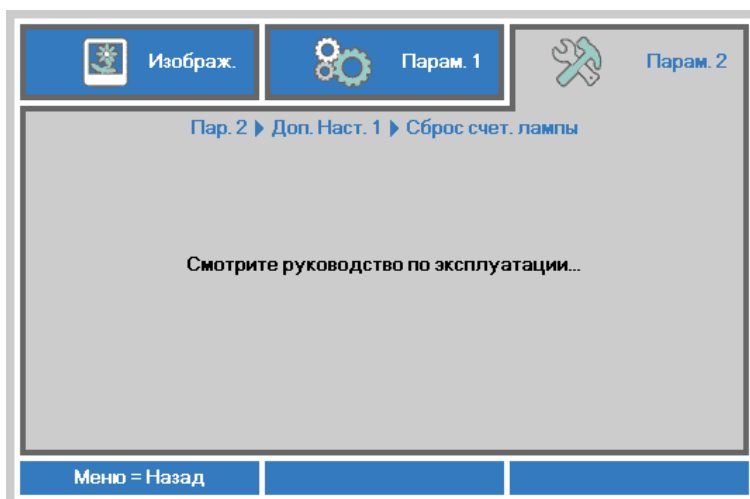 Изображ.
Парам. 1
Парам. 2
Пар. 2 Доп. Наст. 1 Сброс счет. лампы
Смотрите руководство по эксплуатации...
Меню = Назад